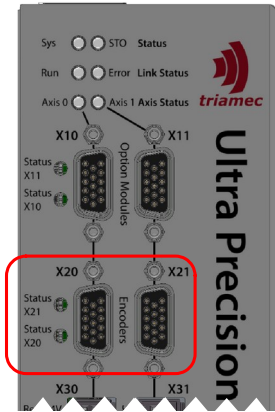 Sys STO Status
Run Error Link Status
Axis 0 Axis 1 Axis Status
triamec
X10 X11
Status
X11
Status
X10
Option Modules
Ultra Precision
X20 X21
Status
X21
Status
X20
Encoders
X30 X31